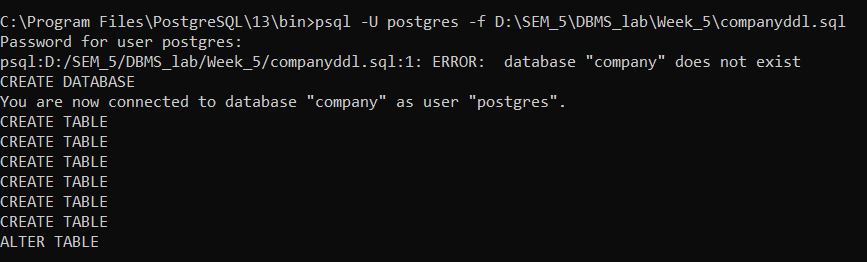 C:\Program Files\PostgreSQL\13\bin>psql -U postgres -f D:\SEM_5\DBMS_lab\Week_5\companyddl.sql
Password for user postgres:
psql:D:/SEM_5/DBMS_lab/Week_5/companyddl.sql:1: ERROR:  database "company" does not exist
CREATE DATABASE
You are now connected to database "company" as user "postgres".
CREATE TABLE
CREATE TABLE
CREATE TABLE
CREATE TABLE
CREATE TABLE
CREATE TABLE
ALTER TABLE